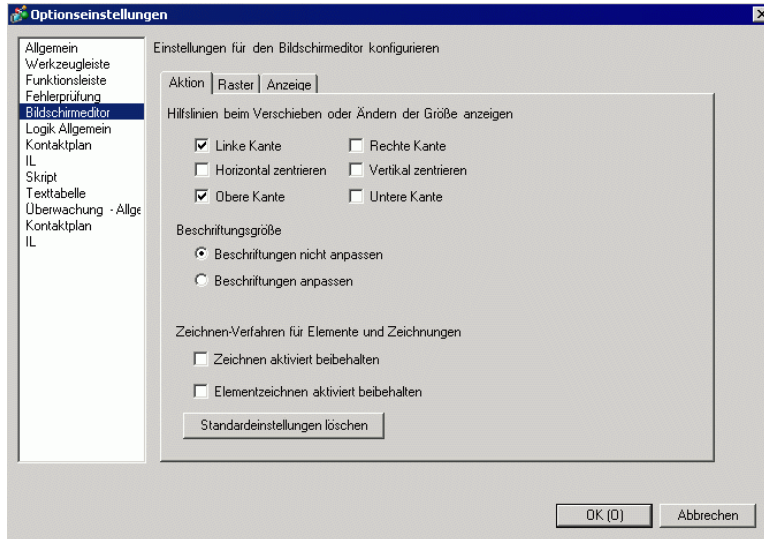 Optionseinstellungen
Allgemein
Werkzeugleiste
Funktionsleiste
Fehlerprüfung
Bildschirmeditor
Logik Allgemein
Kontaktplan
IL
Skript
Texttabelle
Überwachung - Allge
Kontaktplan
IL
Einstellungen für den Bildschirmeditor konfigurieren
Aktion Raster Anzeige
Hilfslinien beim Verschieben oder Ändern der Größe anzeigen
Linke Kante Rechte Kante
Horizontal zentrieren Vertikal zentrieren
Obere Kante Untere Kante
Beschriftungsgröße
Beschriftungen nicht anpassen
Beschriftungen anpassen
Zeichnen-Verfahren für Elemente und Zeichnungen
Zeichnen aktiviert beibehalten
Elementzeichnen aktiviert beibehalten
Standardeinstellungen löschen
OK (O) Abbrechen